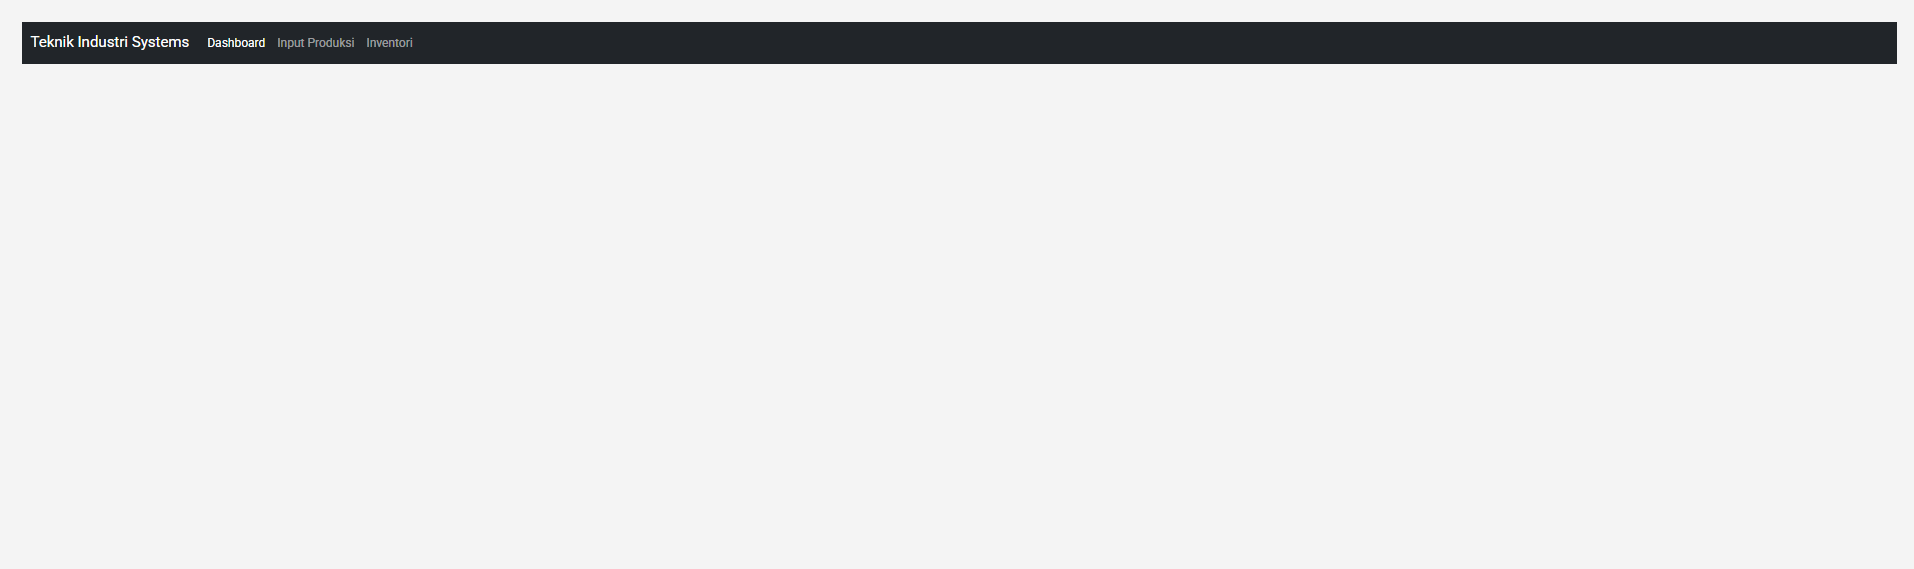 Teknik Industri Systems Dashboard Input Produksi Inventori